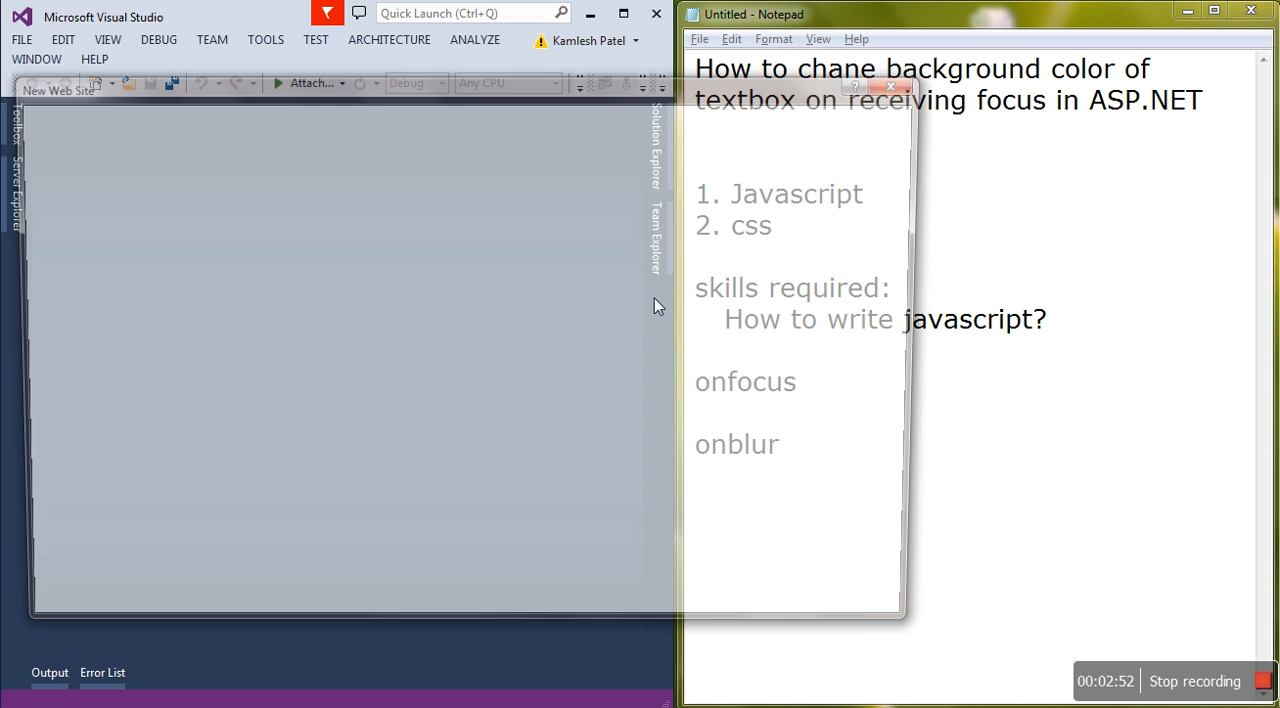 Microsoft Visual Studio
Quick Launch (Ctrl+Q)
FILE EDIT VIEW DEBUG TEAM TOOLS TEST ARCHITECTURE ANALYZE Kamlesh Patel
WINDOW HELP
Attach... Debug Any CPU
New Web Site
Toolbox
Server Explorer
Solution Explorer
Team Explorer
Output Error List
Untitled - Notepad
File Edit Format View Help
How to chane background color of
textbox on receiving focus in ASP.NET
1. Javascript
2. css
skills required:
How to write javascript?
onfocus
onblur
00:02:52 Stop recording